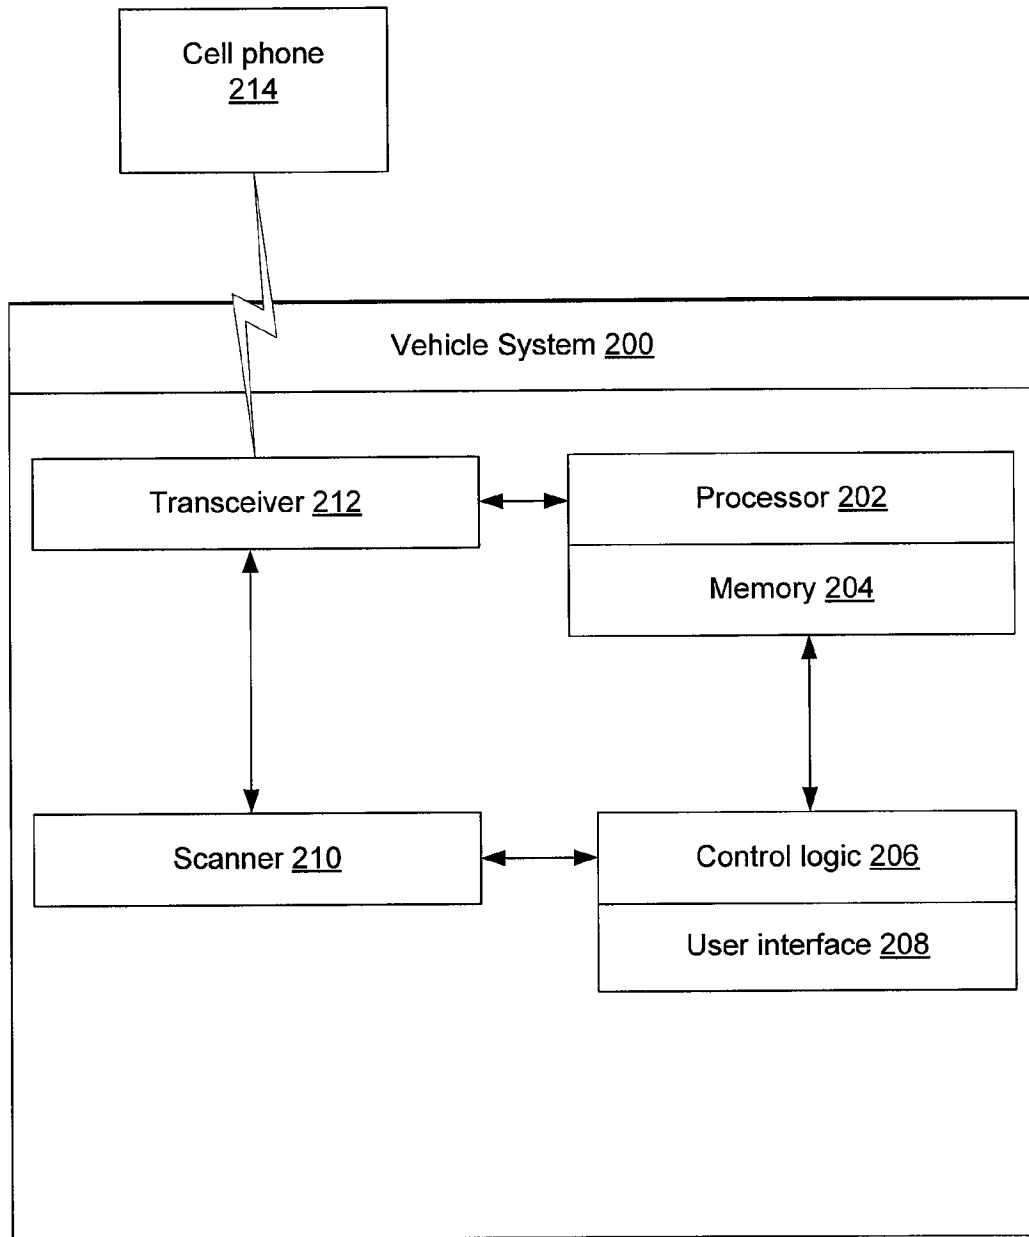 Cell phone
214
Vehicle System 200
Transceiver 212
Processor 202
Memory 204
Scanner 210
Control logic 206
User interface 208